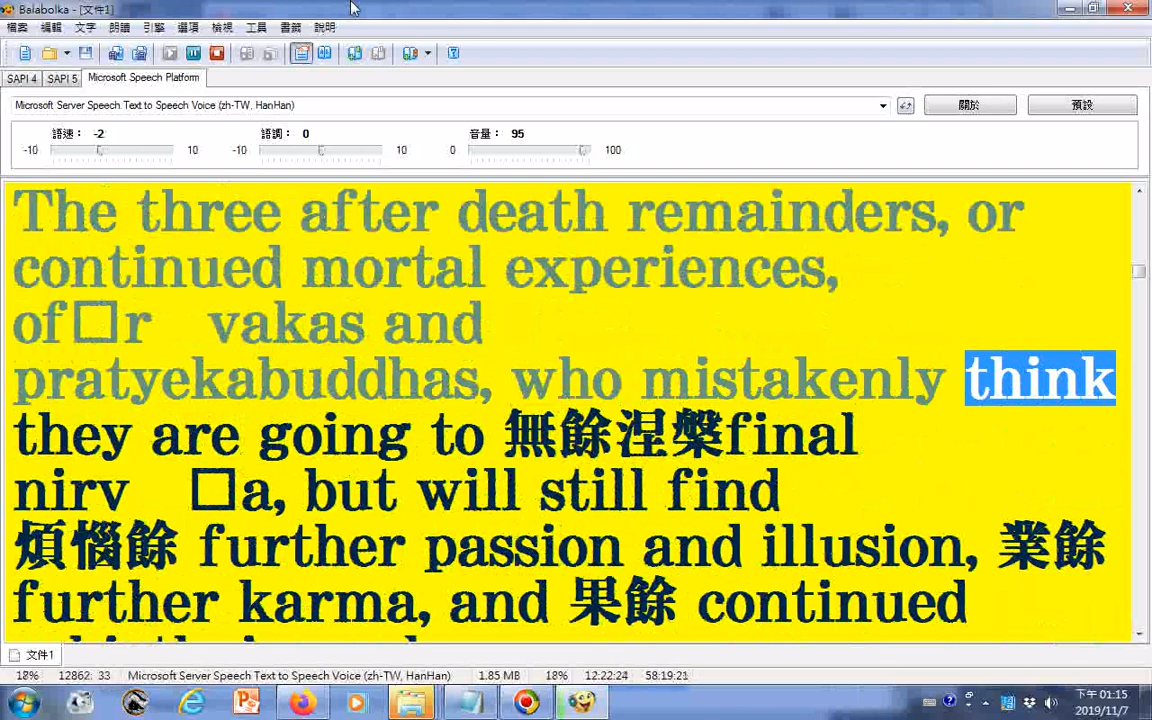 Balabolka - [文件1]
檔案 編輯 文字 朗讀 引擎 選項 檢視 工具 書籤 說明
SAPI 4 SAPI 5 Microsoft Speech Platform
Microsoft Server Speech Text to Speech Voice (zh-TW, HanHan) 關於 預設
語速： -2 語調： 0 音量： 95
-10 10 -10 10 0 100
The three after death remainders, or
continued mortal experiences,
of□r vakas and
pratyekabuddhas, who mistakenly think
they are going to 無餘涅槃final
nirv □a, but will still find
煩惱餘 further passion and illusion, 業餘
further karma, and 果餘 continued
文件1
18% 12862: 33 Microsoft Server Speech Text to Speech Voice (zh-TW, HanHan) 1.85 MB 18% 12:22:24 58:19:21
下午 01:15
2019/11/7